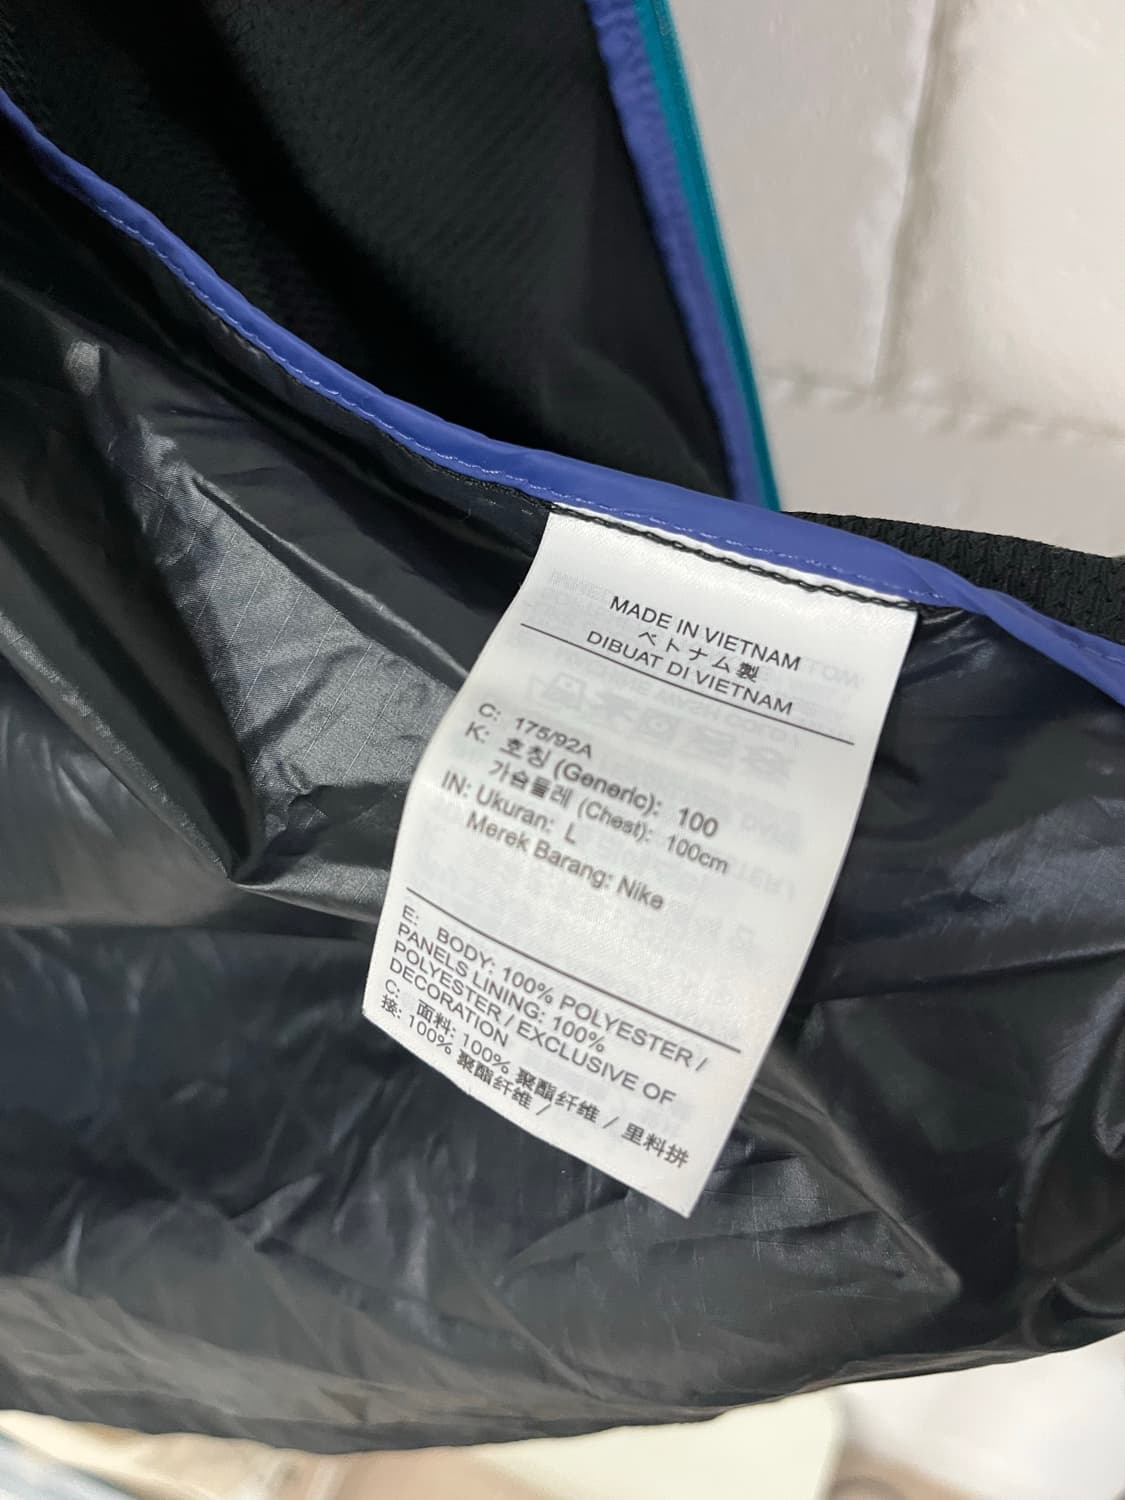 MADE IN VIETNAM
ベトナム製
DIBUAT DI VIETNAM
C: 175/92A
K: 호칭 (Generic): 100
가슴둘레 (Chest): 100cm
IN: Ukuran: L
Merek Barang: Nike
E: BODY: 100% POLYESTER /
PANELS LINING: 100%
POLYESTER / EXCLUSIVE OF
DECORATION
C: 面料: 100% 聚酯纤维 / 里料拼
接: 100% 聚酯纤维 /